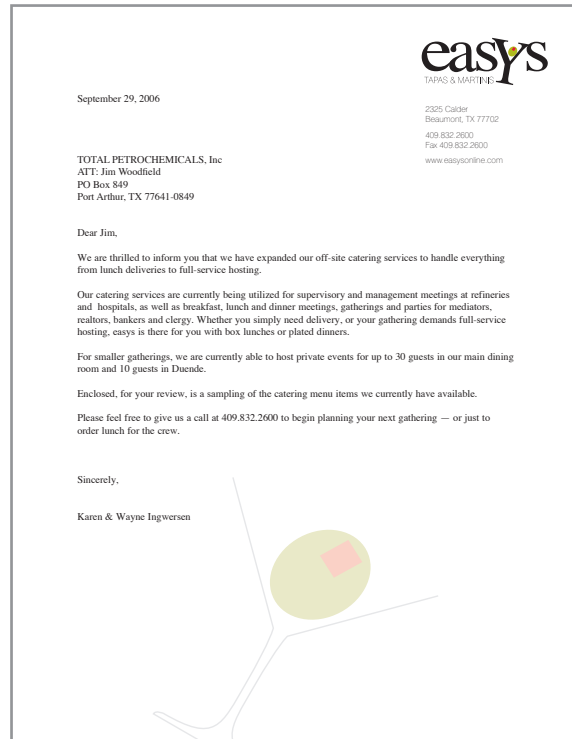 easys
TAPAS & MARTINIS
September 29, 2006
2325 Calder
Beaumont, TX 77702
409.832.2600
Fax 409.832.2600
www.easysonline.com
TOTAL PETROCHEMICALS, Inc
ATT: Jim Woodfield
PO Box 849
Port Arthur, TX 77641-0849
Dear Jim,
We are thrilled to inform you that we have expanded our off-site catering services to handle everything
from lunch deliveries to full-service hosting.
Our catering services are currently being utilized for supervisory and management meetings at refineries
and hospitals, as well as breakfast, lunch and dinner meetings, gatherings and parties for mediators,
realtors, bankers and clergy. Whether you simply need delivery, or your gathering demands full-service
hosting, easys is there for you with box lunches or plated dinners.
For smaller gatherings, we are currently able to host private events for up to 30 guests in our main dining
room and 10 guests in Duende.
Enclosed, for your review, is a sampling of the catering menu items we currently have available.
Please feel free to give us a call at 409.832.2600 to begin planning your next gathering — or just to
order lunch for the crew.
Sincerely,
Karen & Wayne Ingwersen